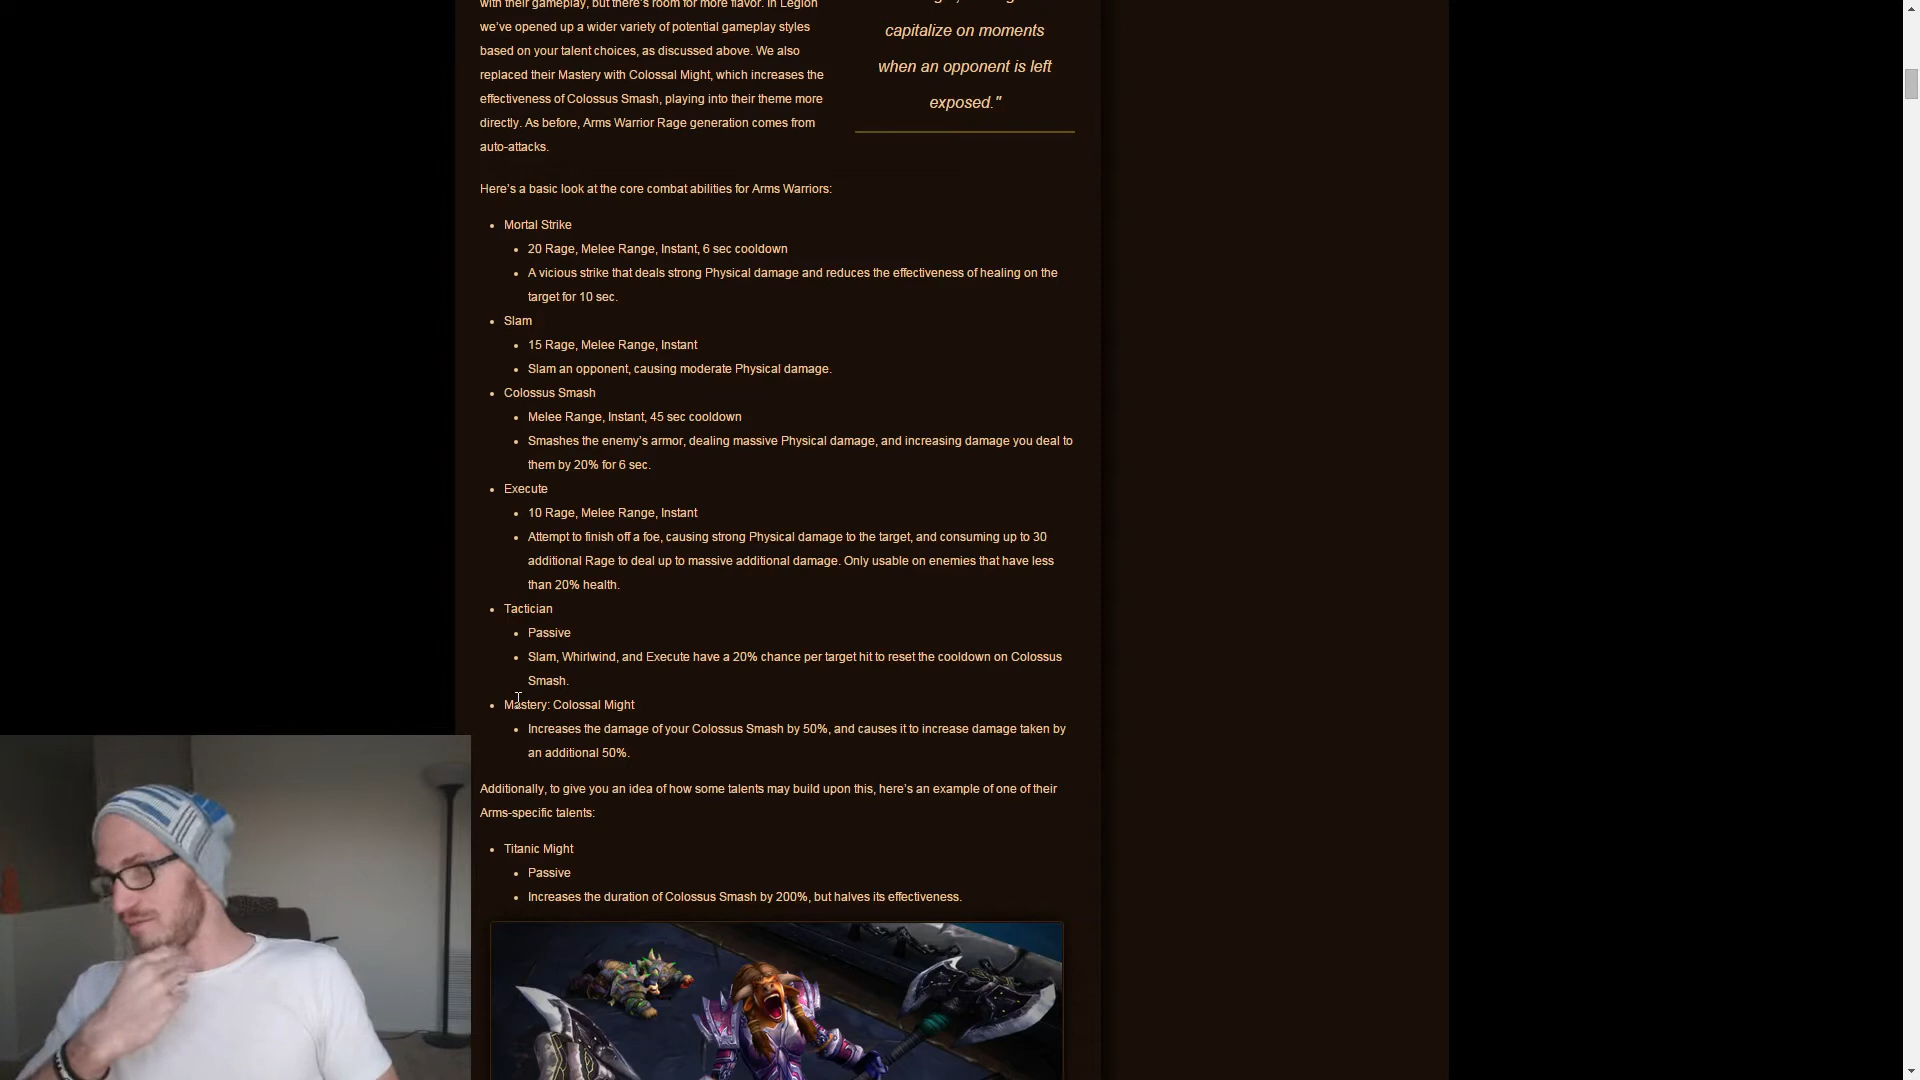 with their gameplay, but there's room for more flavor. In Legion
we've opened up a wider variety of potential gameplay styles
based on your talent choices, as discussed above. We also
replaced their Mastery with Colossal Might, which increases the
effectiveness of Colossus Smash, playing into their theme more
directly. As before, Arms Warrior Rage generation comes from
auto-attacks.
capitalize on moments
when an opponent is left
exposed."
Here's a basic look at the core combat abilities for Arms Warriors:
Mortal Strike
20 Rage, Melee Range, Instant, 6 sec cooldown
A vicious strike that deals strong Physical damage and reduces the effectiveness of healing on the
target for 10 sec.
Slam
15 Rage, Melee Range, Instant
Slam an opponent, causing moderate Physical damage.
Colossus Smash
Melee Range, Instant, 45 sec cooldown
Smashes the enemy's armor, dealing massive Physical damage, and increasing damage you deal to
them by 20% for 6 sec.
Execute
10 Rage, Melee Range, Instant
Attempt to finish off a foe, causing strong Physical damage to the target, and consuming up to 30
additional Rage to deal up to massive additional damage. Only usable on enemies that have less
than 20% health.
Tactician
Passive
Slam, Whirlwind, and Execute have a 20% chance per target hit to reset the cooldown on Colossus
Smash.
Mastery: Colossal Might
Increases the damage of your Colossus Smash by 50%, and causes it to increase damage taken by
an additional 50%.
Additionally, to give you an idea of how some talents may build upon this, here's an example of one of their
Arms-specific talents:
Titanic Might
Passive
Increases the duration of Colossus Smash by 200%, but halves its effectiveness.